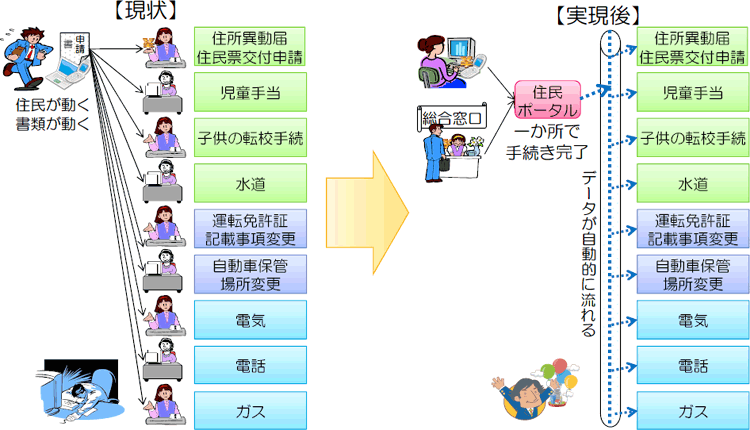 【現状】
申請
書
住民が動く
書類が動く
住所異動届
住民票交付申請
児童手当
子供の転校手続
水道
運転免許証
記載事項変更
自動車保管
場所変更
電気
電話
ガス
【実現後】
総合窓口
住民
ポータル
一か所で
手続き完了
データが自動的に流れる
住所異動届
住民票交付申請
児童手当
子供の転校手続
水道
運転免許証
記載事項変更
自動車保管
場所変更
電気
電話
ガス